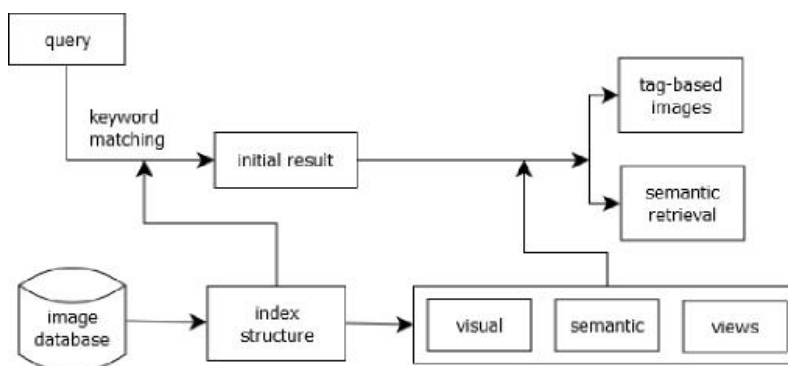 query
keyword
matching
initial result
tag-based
images
semantic
retrieval
image
database
index
structure
visual
semantic
views